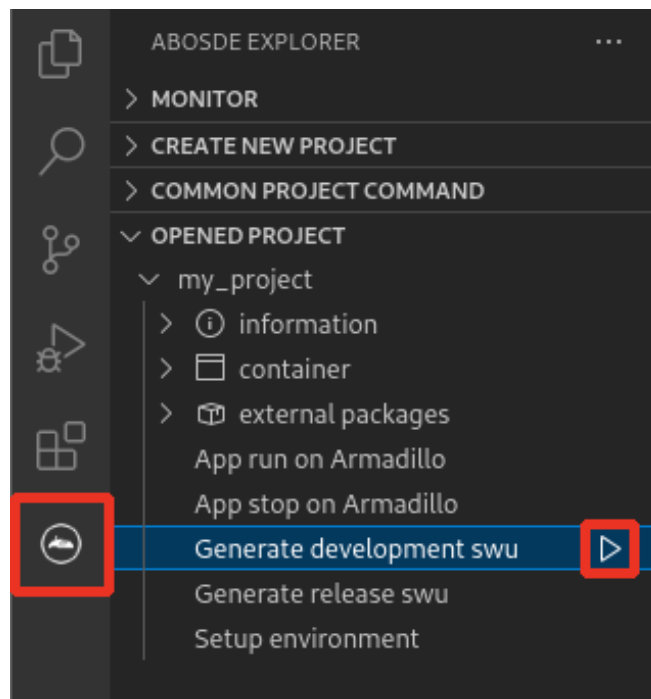 ABOSDE EXPLORER
MONITOR
CREATE NEW PROJECT
COMMON PROJECT COMMAND
OPENED PROJECT
my_project
information
container
external packages
App run on Armadillo
App stop on Armadillo
Generate development swu
Generate release swu
Setup environment